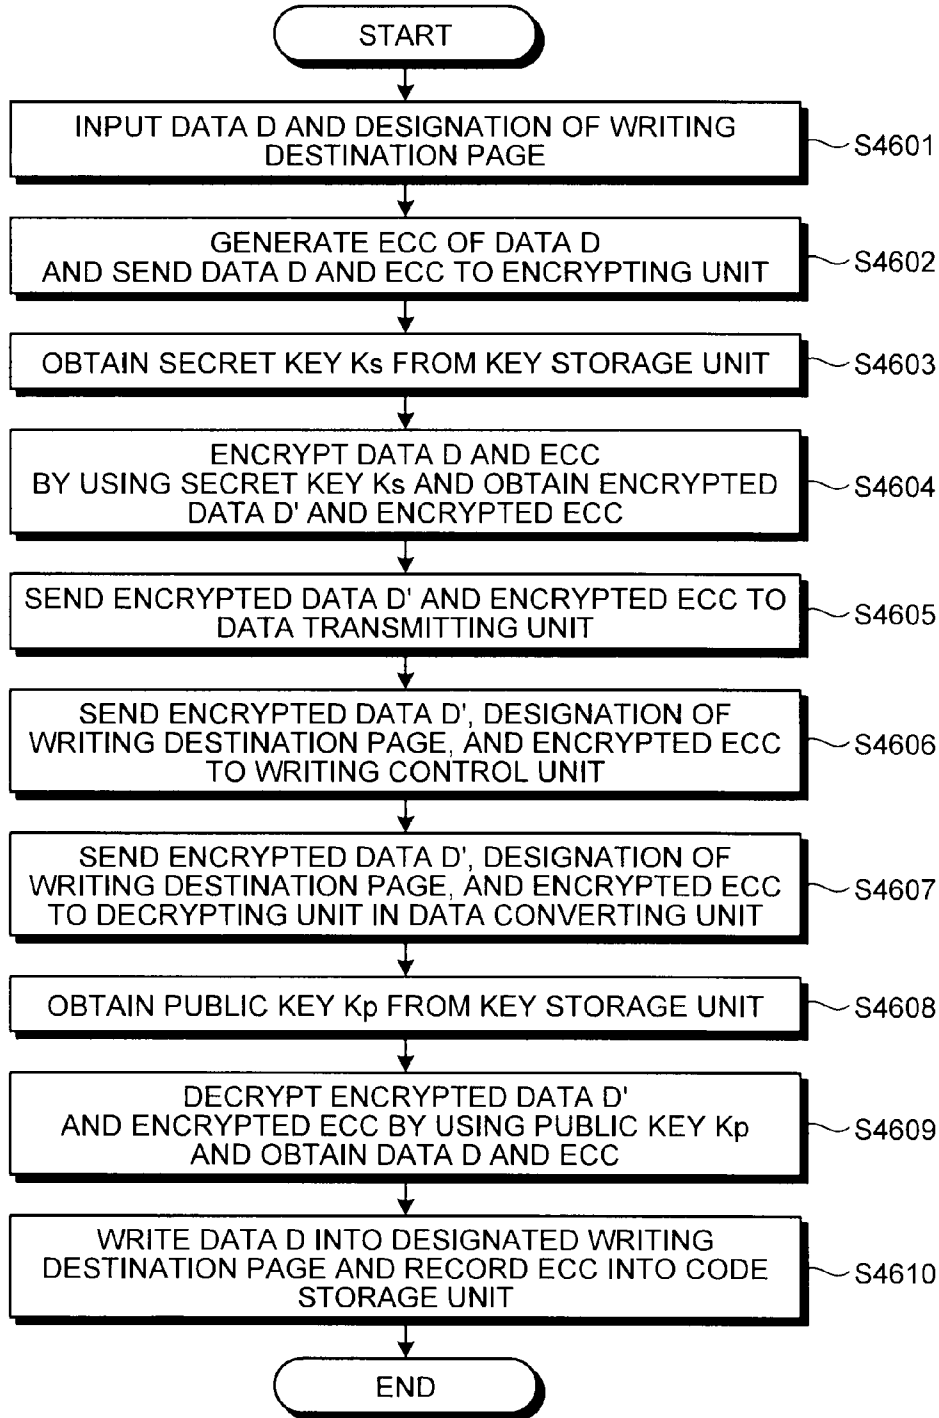 START
INPUT DATA D AND DESIGNATION OF WRITING
DESTINATION PAGE
S4601
GENERATE ECC OF DATA D
AND SEND DATA D AND ECC TO ENCRYPTING UNIT
S4602
OBTAIN SECRET KEY Ks FROM KEY STORAGE UNIT
S4603
ENCRYPT DATA D AND ECC
BY USING SECRET KEY Ks AND OBTAIN ENCRYPTED
DATA D' AND ENCRYPTED ECC
S4604
SEND ENCRYPTED DATA D' AND ENCRYPTED ECC TO
DATA TRANSMITTING UNIT
S4605
SEND ENCRYPTED DATA D', DESIGNATION OF
WRITING DESTINATION PAGE, AND ENCRYPTED ECC
TO WRITING CONTROL UNIT
S4606
SEND ENCRYPTED DATA D', DESIGNATION OF
WRITING DESTINATION PAGE, AND ENCRYPTED ECC
TO DECRYPTING UNIT IN DATA CONVERTING UNIT
S4607
OBTAIN PUBLIC KEY Kp FROM KEY STORAGE UNIT
S4608
DECRYPT ENCRYPTED DATA D'
AND ENCRYPTED ECC BY USING PUBLIC KEY Kp
AND OBTAIN DATA D AND ECC
S4609
WRITE DATA D INTO DESIGNATED WRITING
DESTINATION PAGE AND RECORD ECC INTO CODE
STORAGE UNIT
S4610
END